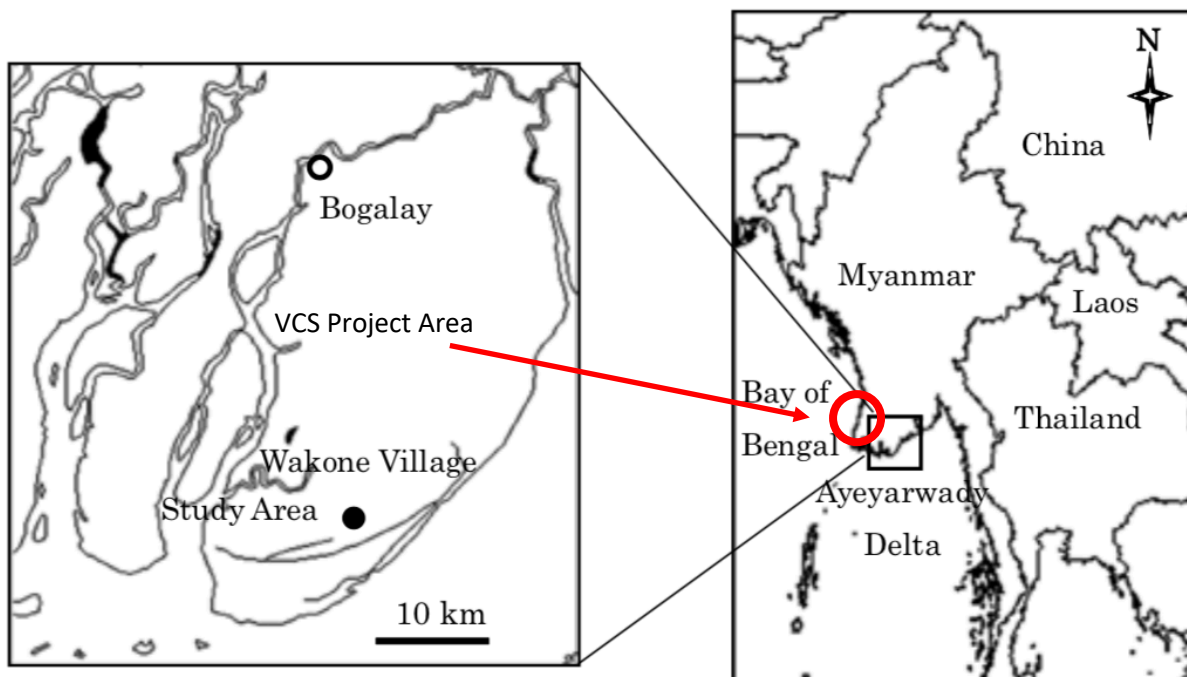 Bogalay
VCS Project Area
Wakone Village
Study Area
10 km
N
China
Myanmar
Laos
Bay of
Bengal
Thailand
Ayeyarwady
Delta